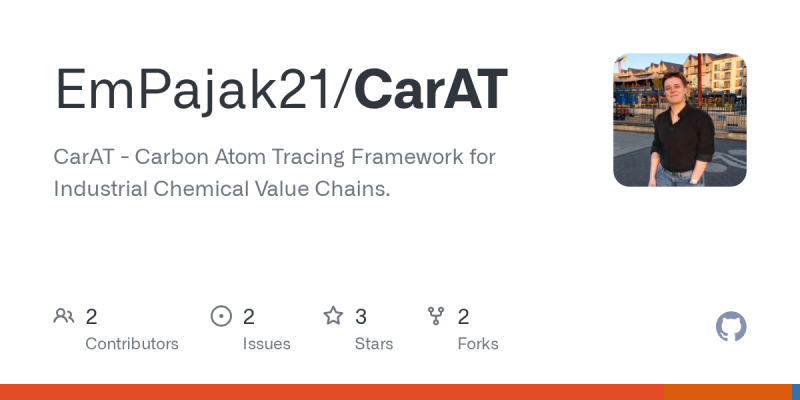 EmPajak21/CarAT
CarAT - Carbon Atom Tracing Framework for
Industrial Chemical Value Chains.
2
Contributors
2
Issues
3
Stars
2
Forks